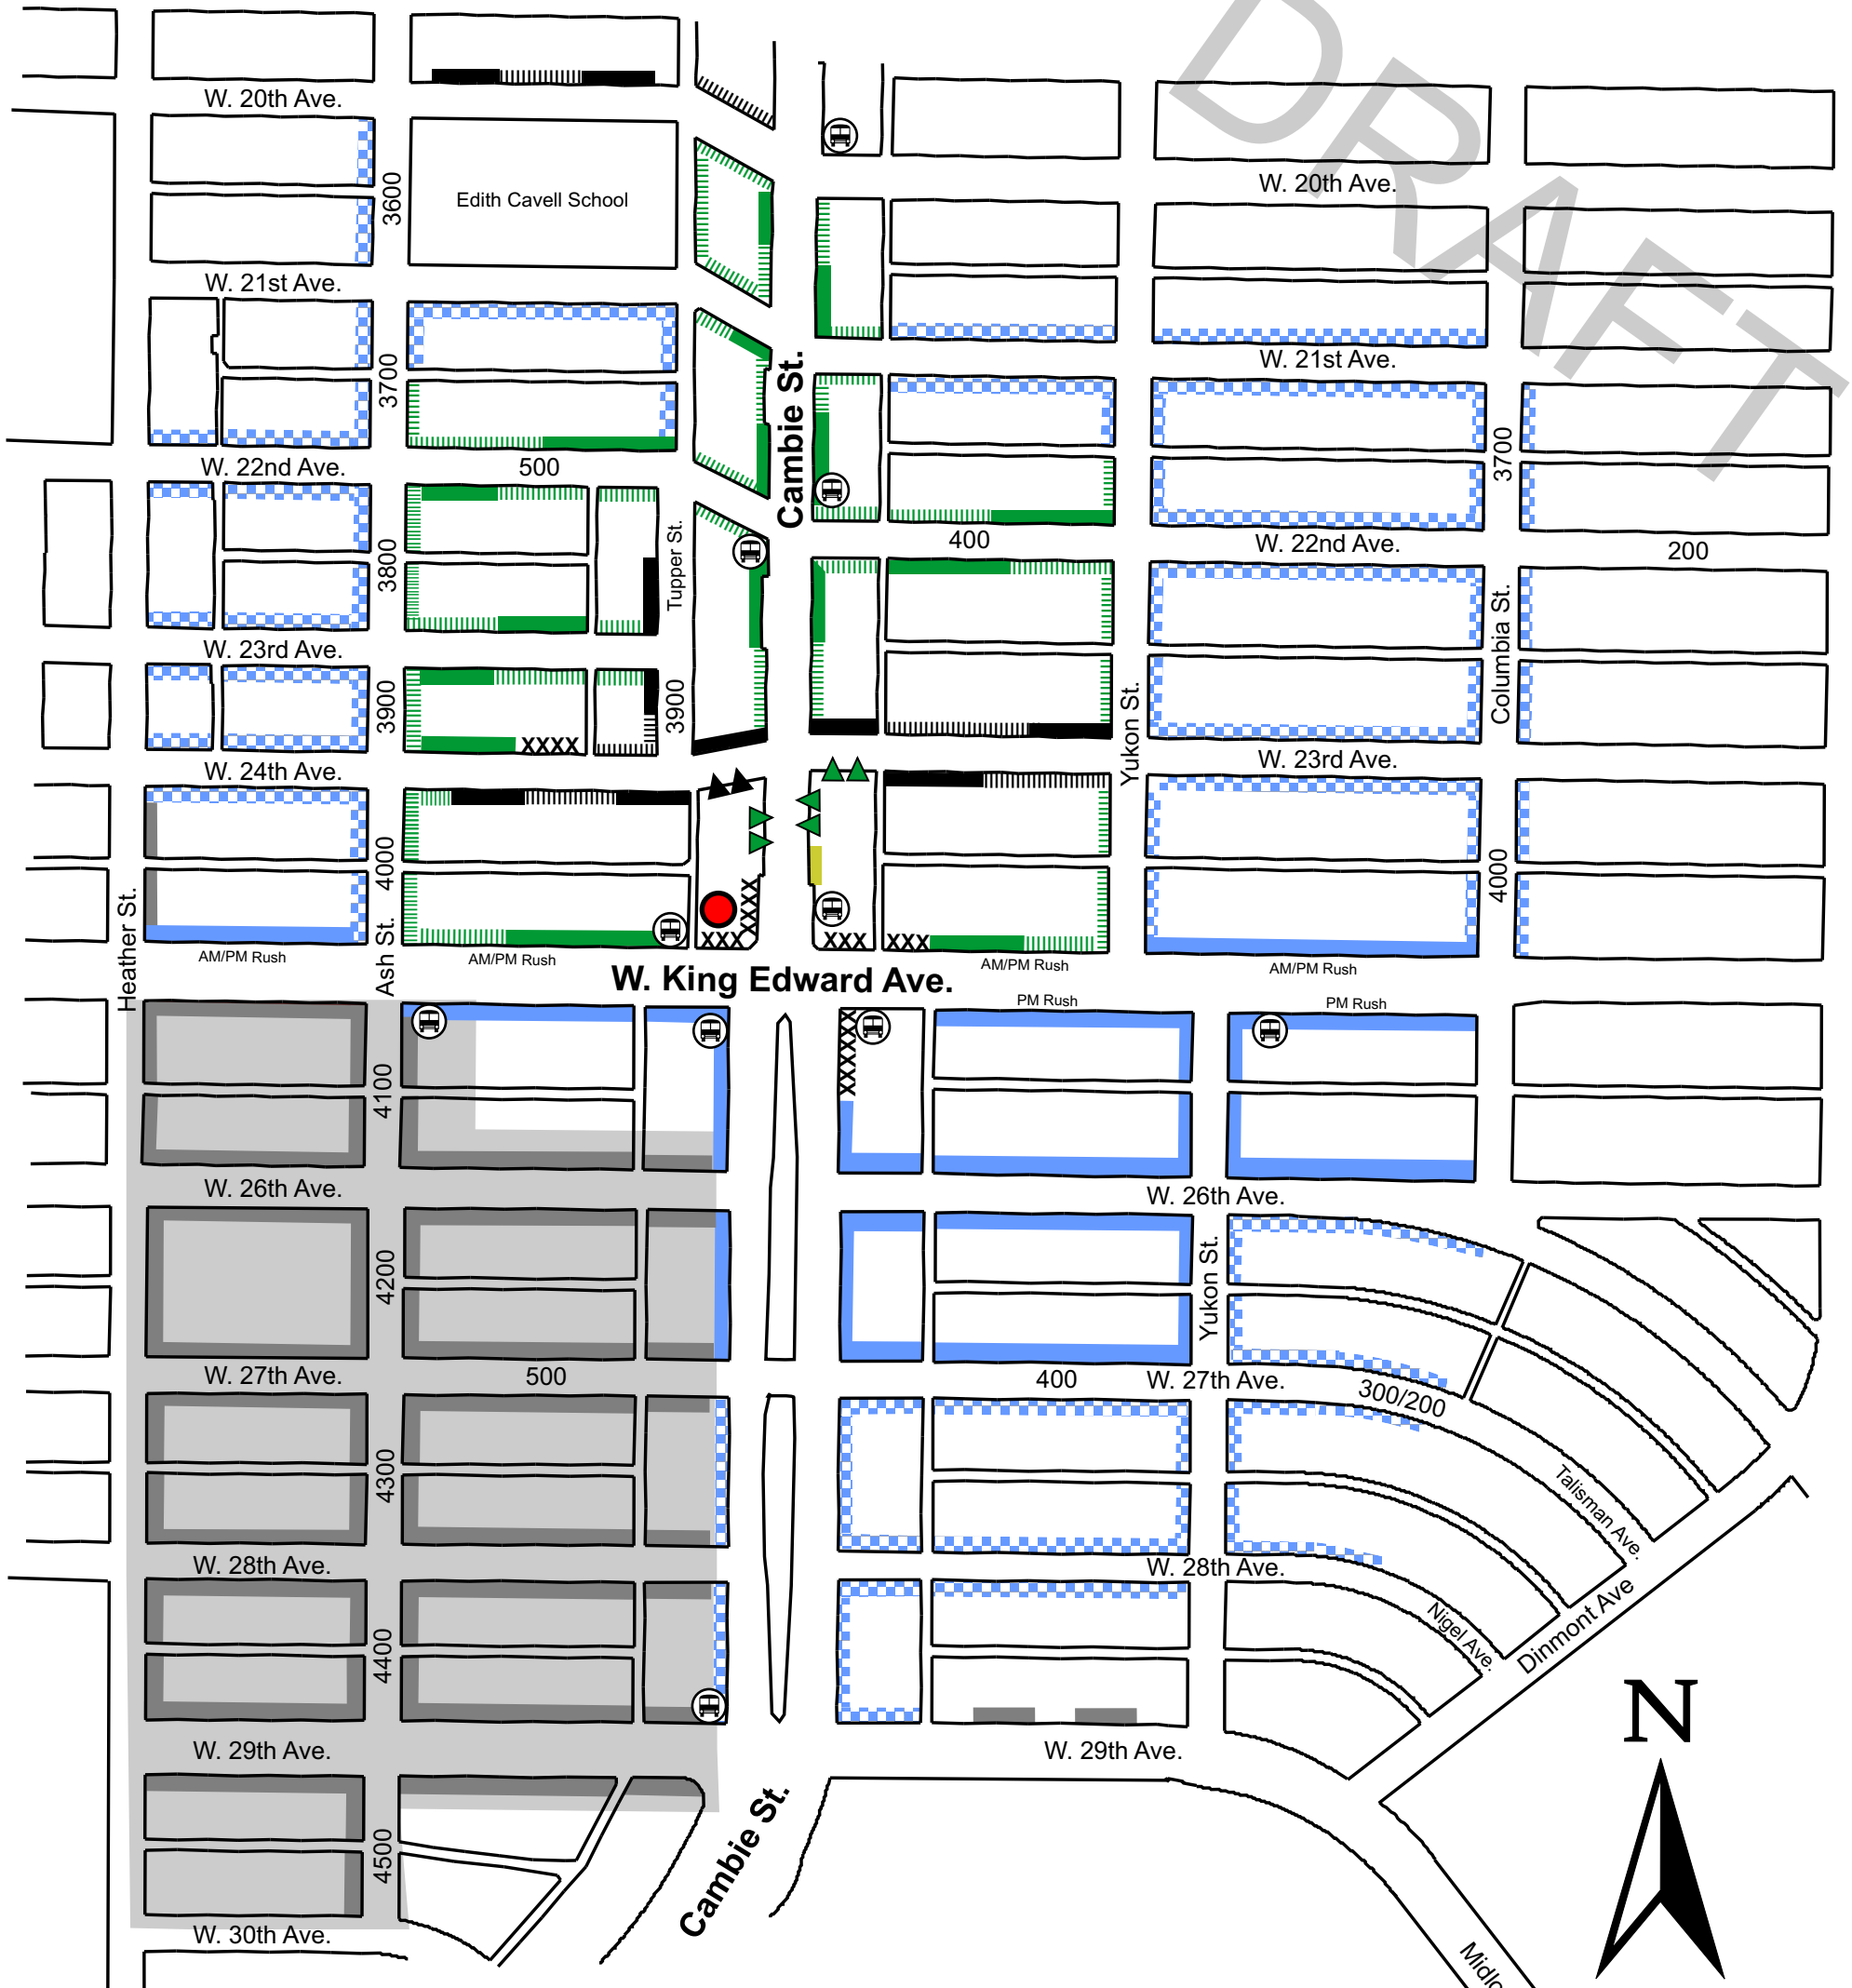 DRAFT
W. 20th Ave.
W. 20th Ave.
3600
Edith Cavell School
W. 21st Ave.
W. 21st Ave.
3700
Cambie St.
3700
W. 22nd Ave.
500
400
W. 22nd Ave.
200
3800
Tupper St.
Columbia St.
W. 23rd Ave.
3900
3900
Yukon St.
XXXX
W. 24th Ave.
W. 23rd Ave.
4000
4000
XXXX
XXX
XXX
XXX
Heather St.
Ash St.
AM/PM Rush
AM/PM Rush
AM/PM Rush
AM/PM Rush
W. King Edward Ave.
PM Rush
PM Rush
4100
W. 26th Ave.
W. 26th Ave.
4200
Yukon St.
W. 27th Ave.
500
400
W. 27th Ave.
300/200
4300
Talisman Ave.
W. 28th Ave.
W. 28th Ave.
4400
Nigel Ave.
Dinmont Ave
N
W. 29th Ave.
W. 29th Ave.
Cambie St.
4500
W. 30th Ave.